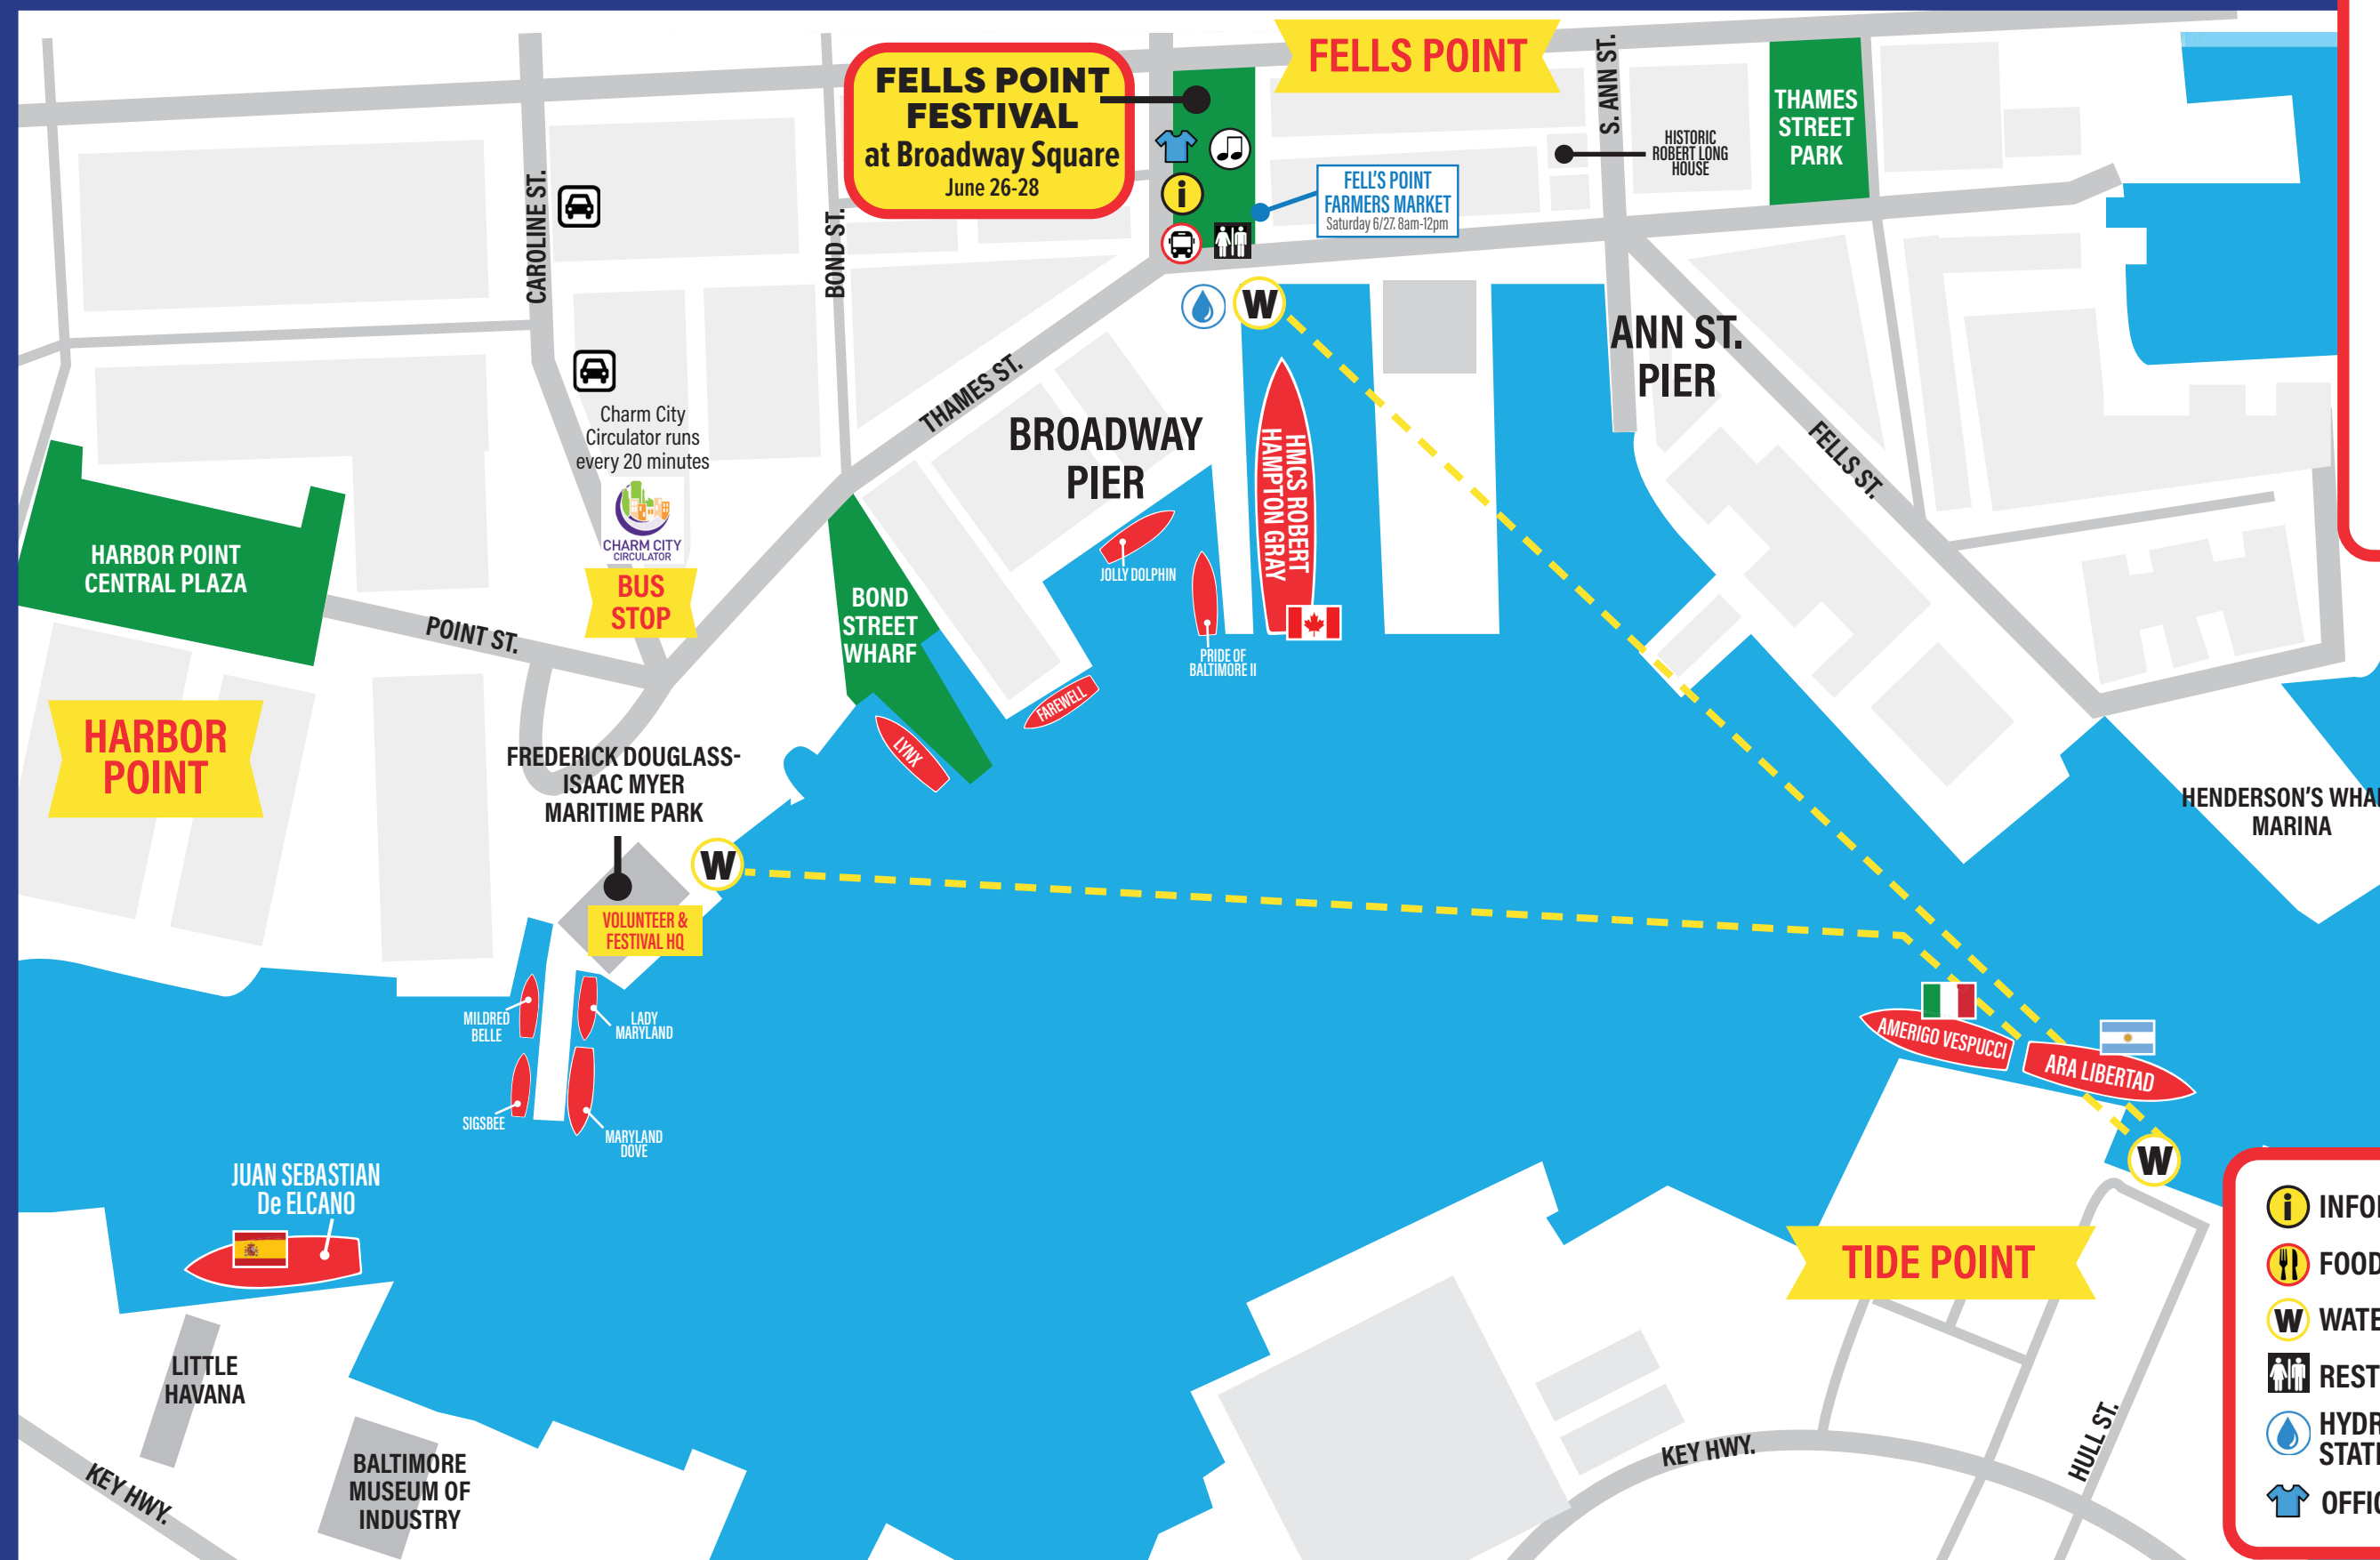 FELLS POINT
FESTIVAL
at Broadway Square
June 26-28
FELLS POINT
S. ANN ST.
HISTORIC
ROBERT LONG
HOUSE
THAMES
STREET
PARK
FELL'S POINT
FARMERS MARKET
Saturday 6/27. 8am-12pm
CAROLINE ST.
BOND ST.
i
W
THAMES ST.
ANN ST.
PIER
BROADWAY
PIER
HMCS ROBERT
HAMPTON GRAY
FELLS ST.
Charm City
Circulator runs
every 20 minutes
CHARM CITY
CIRCULATOR
BUS
STOP
HARBOR POINT
CENTRAL PLAZA
POINT ST.
BOND
STREET
WHARF
JOLLY DOLPHIN
PRIDE OF
BALTIMORE II
FAREWELL
LYNX
HARBOR
POINT
FREDERICK DOUGLASS-
ISAAC MYER
MARITIME PARK
W
VOLUNTEER &
FESTIVAL HQ
HENDERSON'S WHA
MARINA
MILDRED
BELLE
LADY
MARYLAND
SIGSBEE
MARYLAND
DOVE
AMERIGO VESPUCCI
ARA LIBERTAD
W
JUAN SEBASTIAN
De ELCANO
TIDE POINT
LITTLE
HAVANA
BALTIMORE
MUSEUM OF
INDUSTRY
KEY HWY.
KEY HWY.
HULL ST.
i INFO
FOOD
W WATE
REST
HYDR
STATI
OFFIC